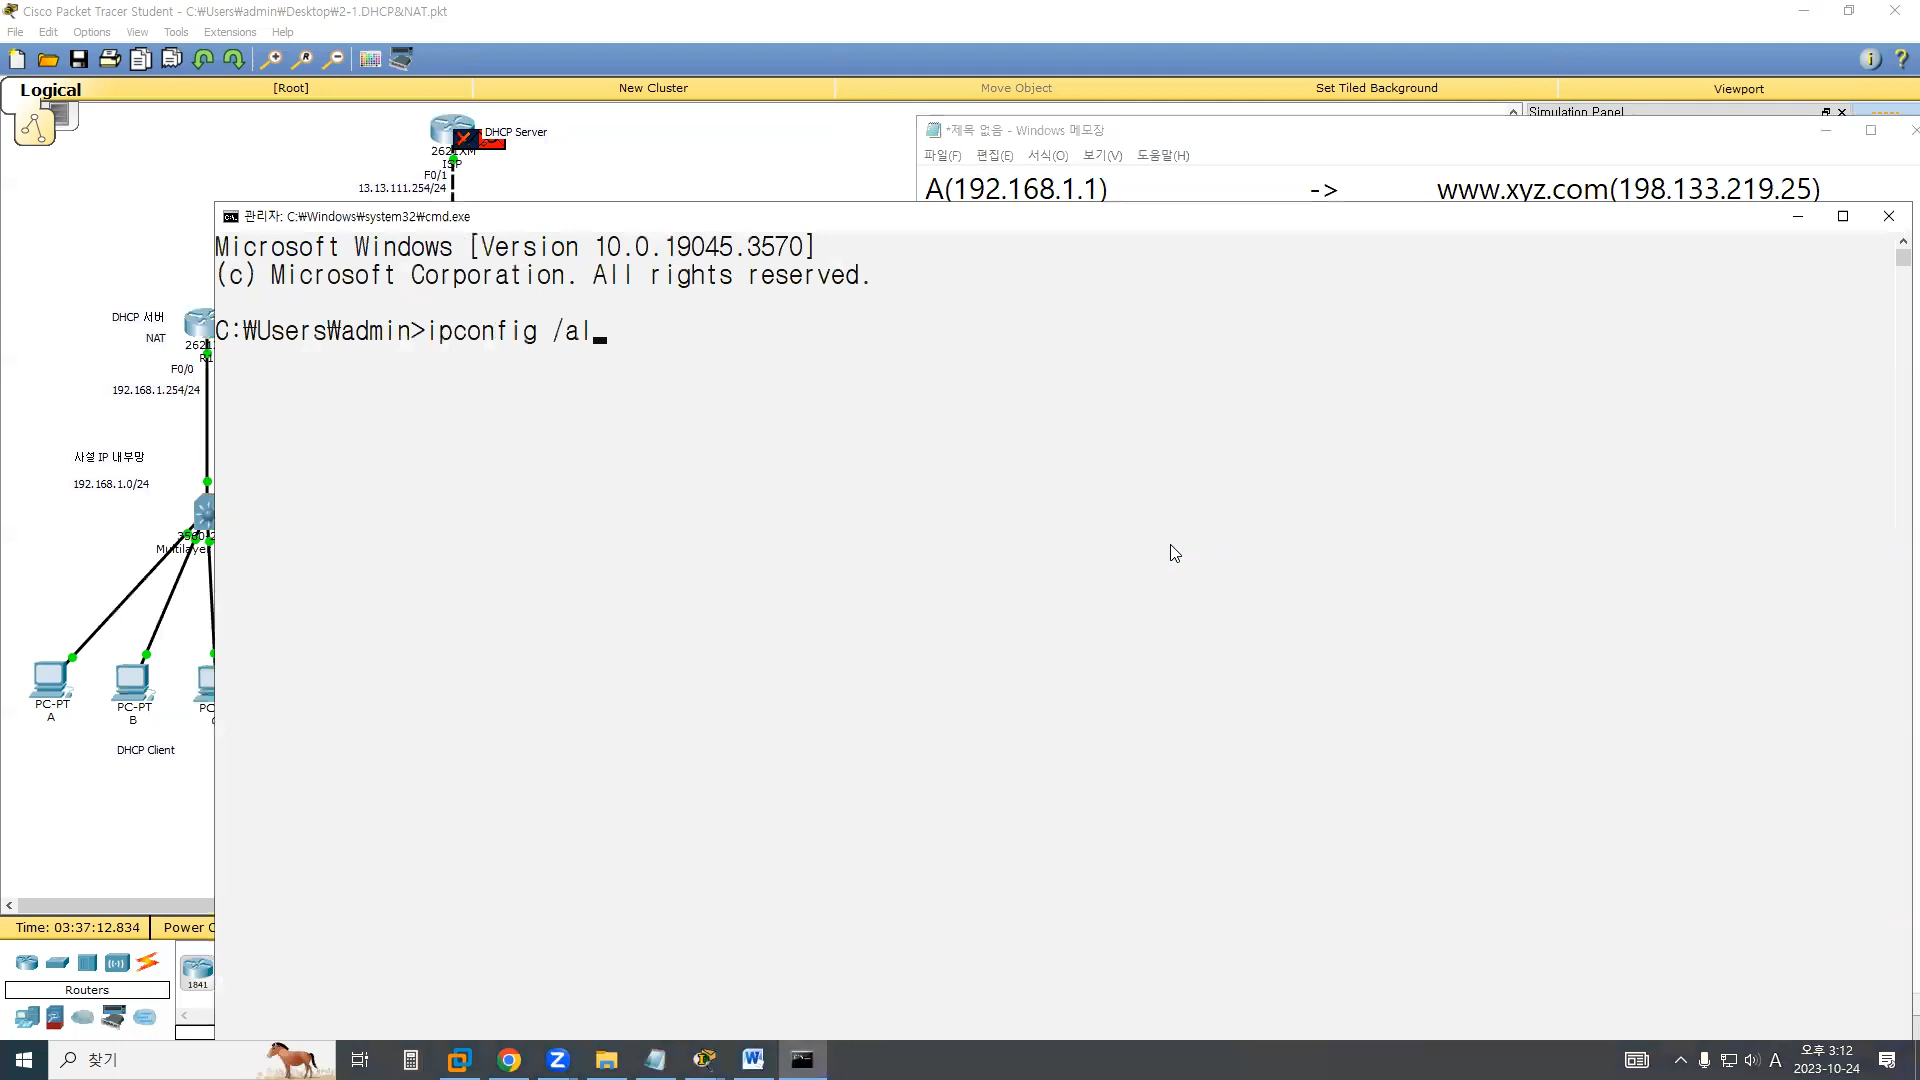 Cisco Packet Tracer Student - C:₩Users₩admin₩Desktop₩2-1.DHCP&NAT.pkt
File Edit Options View Tools Extensions Help
Logical [Root] New Cluster Move Object Set Tiled Background Viewport
Simulation Panel
DHCP Server
2621XM
ISP
F0/1
13.13.111.254/24
*제목 없음 - Windows 메모장
파일(F) 편집(E) 서식(O) 보기(V) 도움말(H)
A(192.168.1.1) -> www.xyz.com(198.133.219.25)
관리자: C:₩Windows₩system32₩cmd.exe
Microsoft Windows [Version 10.0.19045.3570]
(c) Microsoft Corporation. All rights reserved.
C:₩Users₩admin>ipconfig /al
DHCP 서버
NAT
F0/0
192.168.1.254/24
사설 IP 내부망
192.168.1.0/24
PC-PT
A
PC-PT
B
DHCP Client
Time: 03:37:12.834
Routers
1841
찾기
A
오후 3:12
2023-10-24